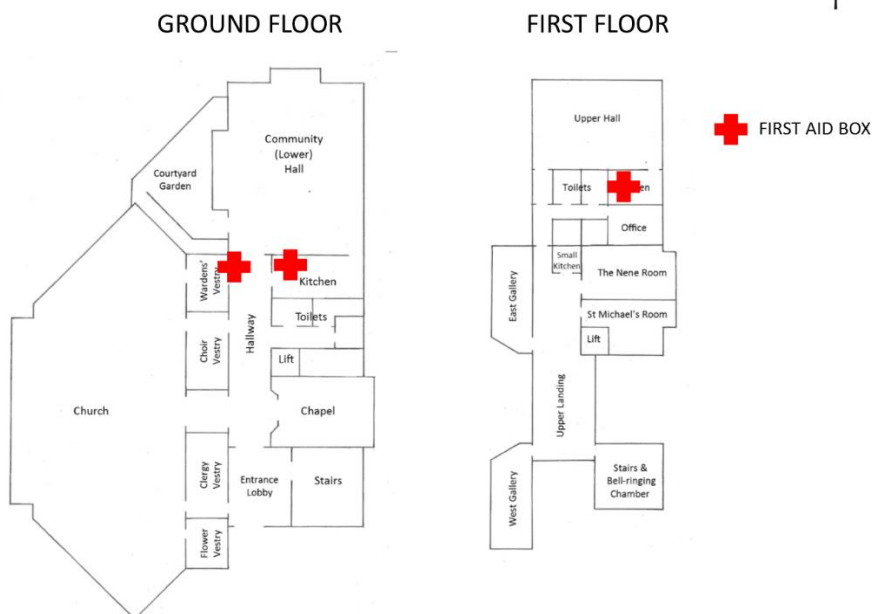 GROUND FLOOR
FIRST FLOOR
FIRST AID BOX
Community
(Lower)
Hall
Courtyard
Garden
Wardens'
Vestry
Kitchen
Toilets
Hallway
Choir
Vestry
Lift
Church
Chapel
Clergy
Vestry
Entrance
Lobby
Stairs
Flower
Vestry
Upper Hall
Toilets
Office
Small
Kitchen
The Nene Room
East Gallery
St Michael's Room
Lift
Upper Landing
West Gallery
Stairs &
Bell-ringing
Chamber